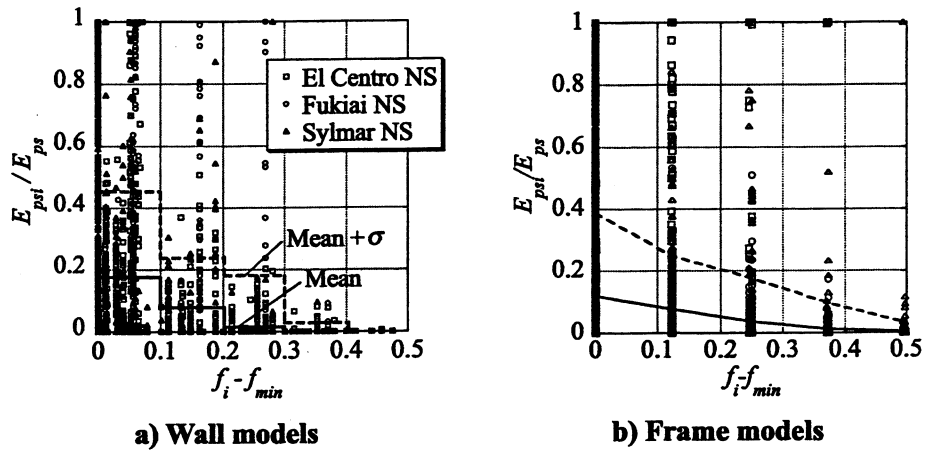 1
0.8
0.6
0.4
0.2
0
E_psi / E_ps
El Centro NS
Fukiai NS
Sylmar NS
Mean + σ
Mean
0 0.1 0.2 0.3 0.4 0.5
f_i - f_min
a) Wall models
1
0.8
0.6
0.4
0.2
0
E_psi / E_ps
0 0.1 0.2 0.3 0.4 0.5
f_i - f_min
b) Frame models